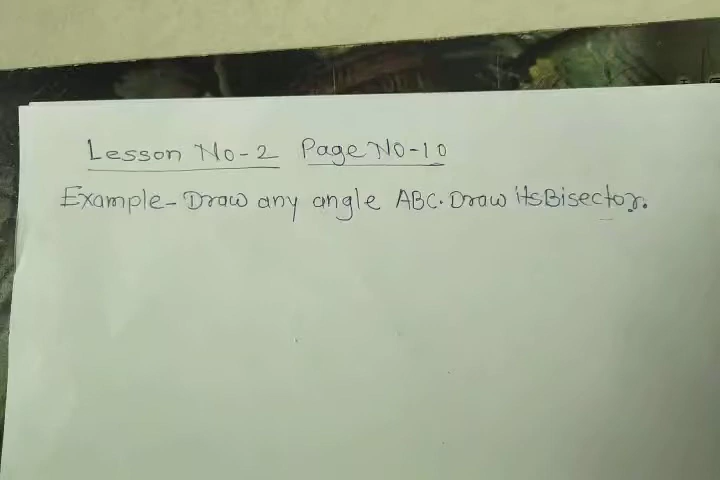 Lesson No-2 Page No-10
Example- Draw any angle ABC. Draw its Bisector.